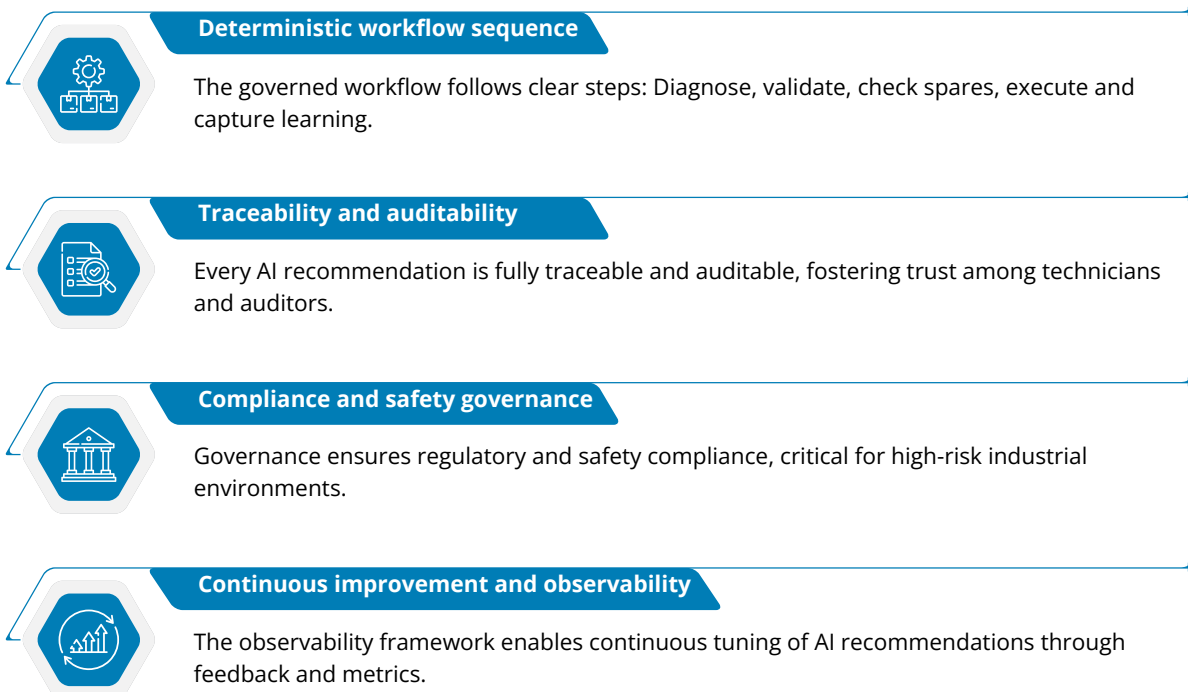 Deterministic workflow sequence
The governed workflow follows clear steps: Diagnose, validate, check spares, execute and
capture learning.
Traceability and auditability
Every AI recommendation is fully traceable and auditable, fostering trust among technicians
and auditors.
Compliance and safety governance
Governance ensures regulatory and safety compliance, critical for high-risk industrial
environments.
Continuous improvement and observability
The observability framework enables continuous tuning of AI recommendations through
feedback and metrics.